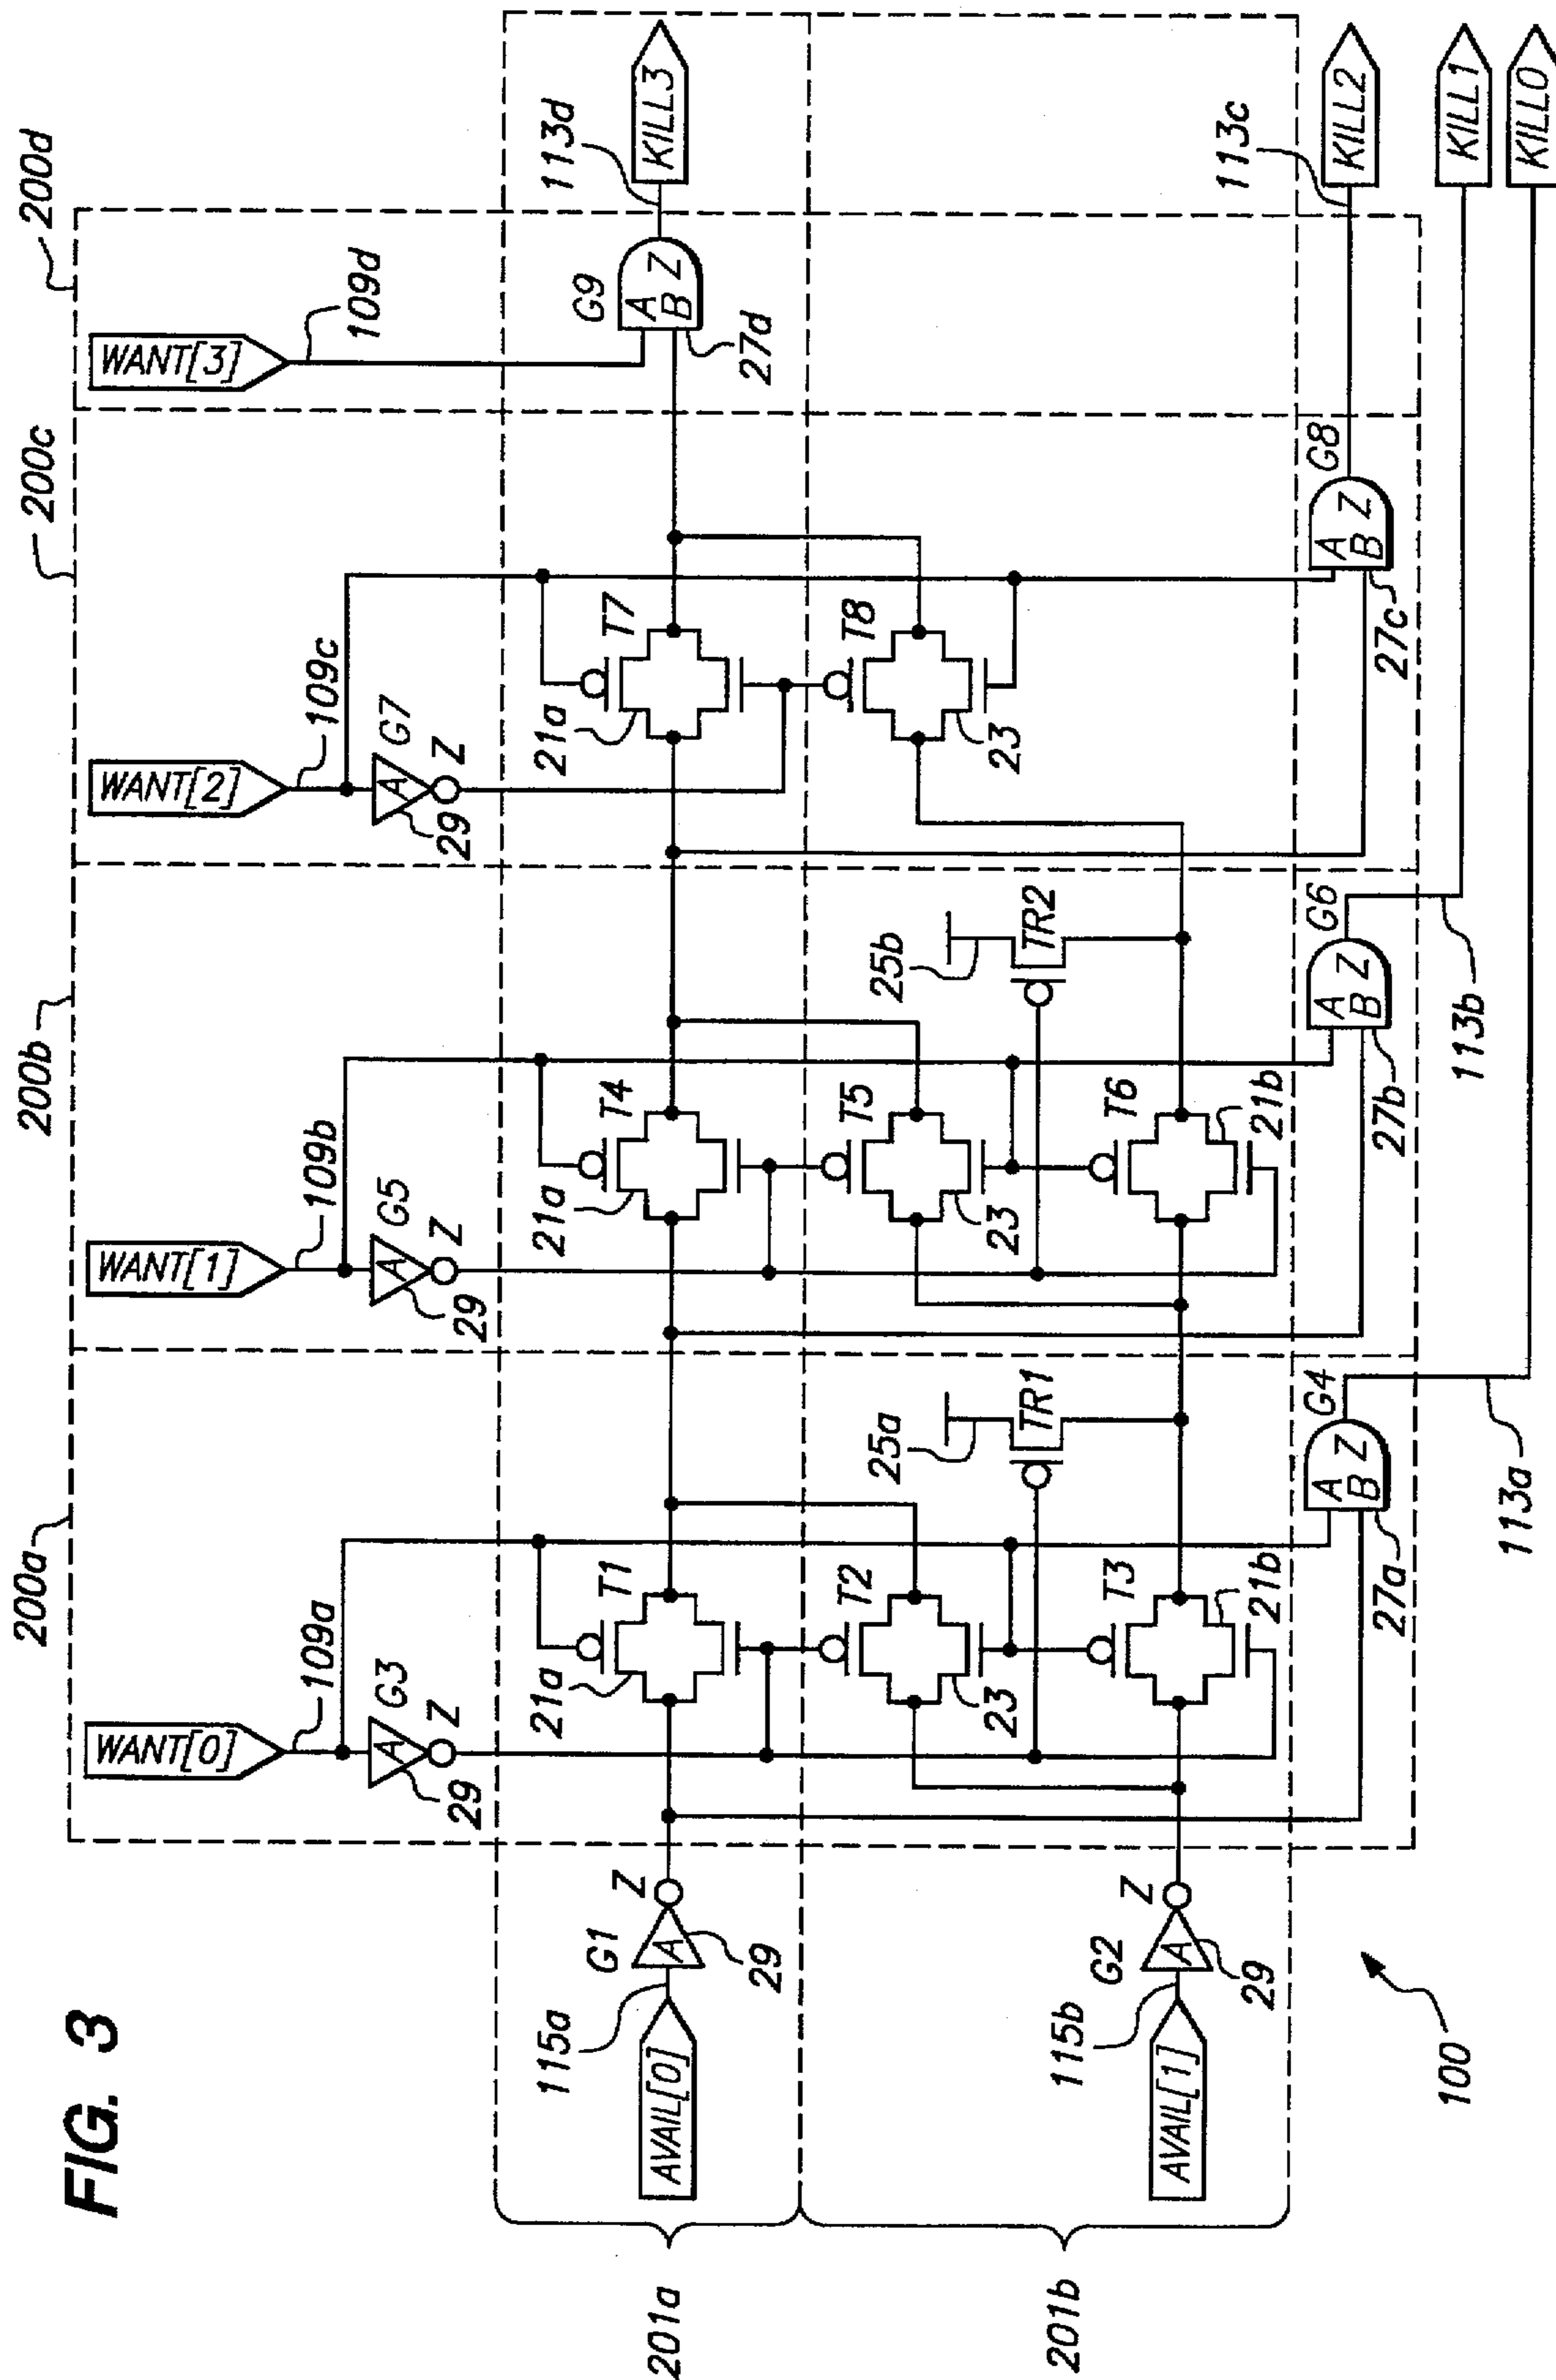 FIG. 3
200a
200b
200c
200d
WANT[0]
109a
WANT[1]
109b
WANT[2]
109c
WANT[3]
109d
A
G3
Z
29
A
G5
Z
29
A
G7
Z
29
201a
AVAIL[0]
115a
G1
A
Z
29
21a
T1
21a
T4
21a
T7
G9
A
B
Z
27d
113d
KILL3
T2
23
25a
TR1
T5
23
25b
TR2
T8
23
201b
AVAIL[1]
115b
G2
A
Z
29
T3
21b
T6
21b
A
B
Z
G4
27a
A
B
Z
G6
27b
A
B
Z
G8
27c
113c
KILL2
113a
113b
KILL1
KILL0
100